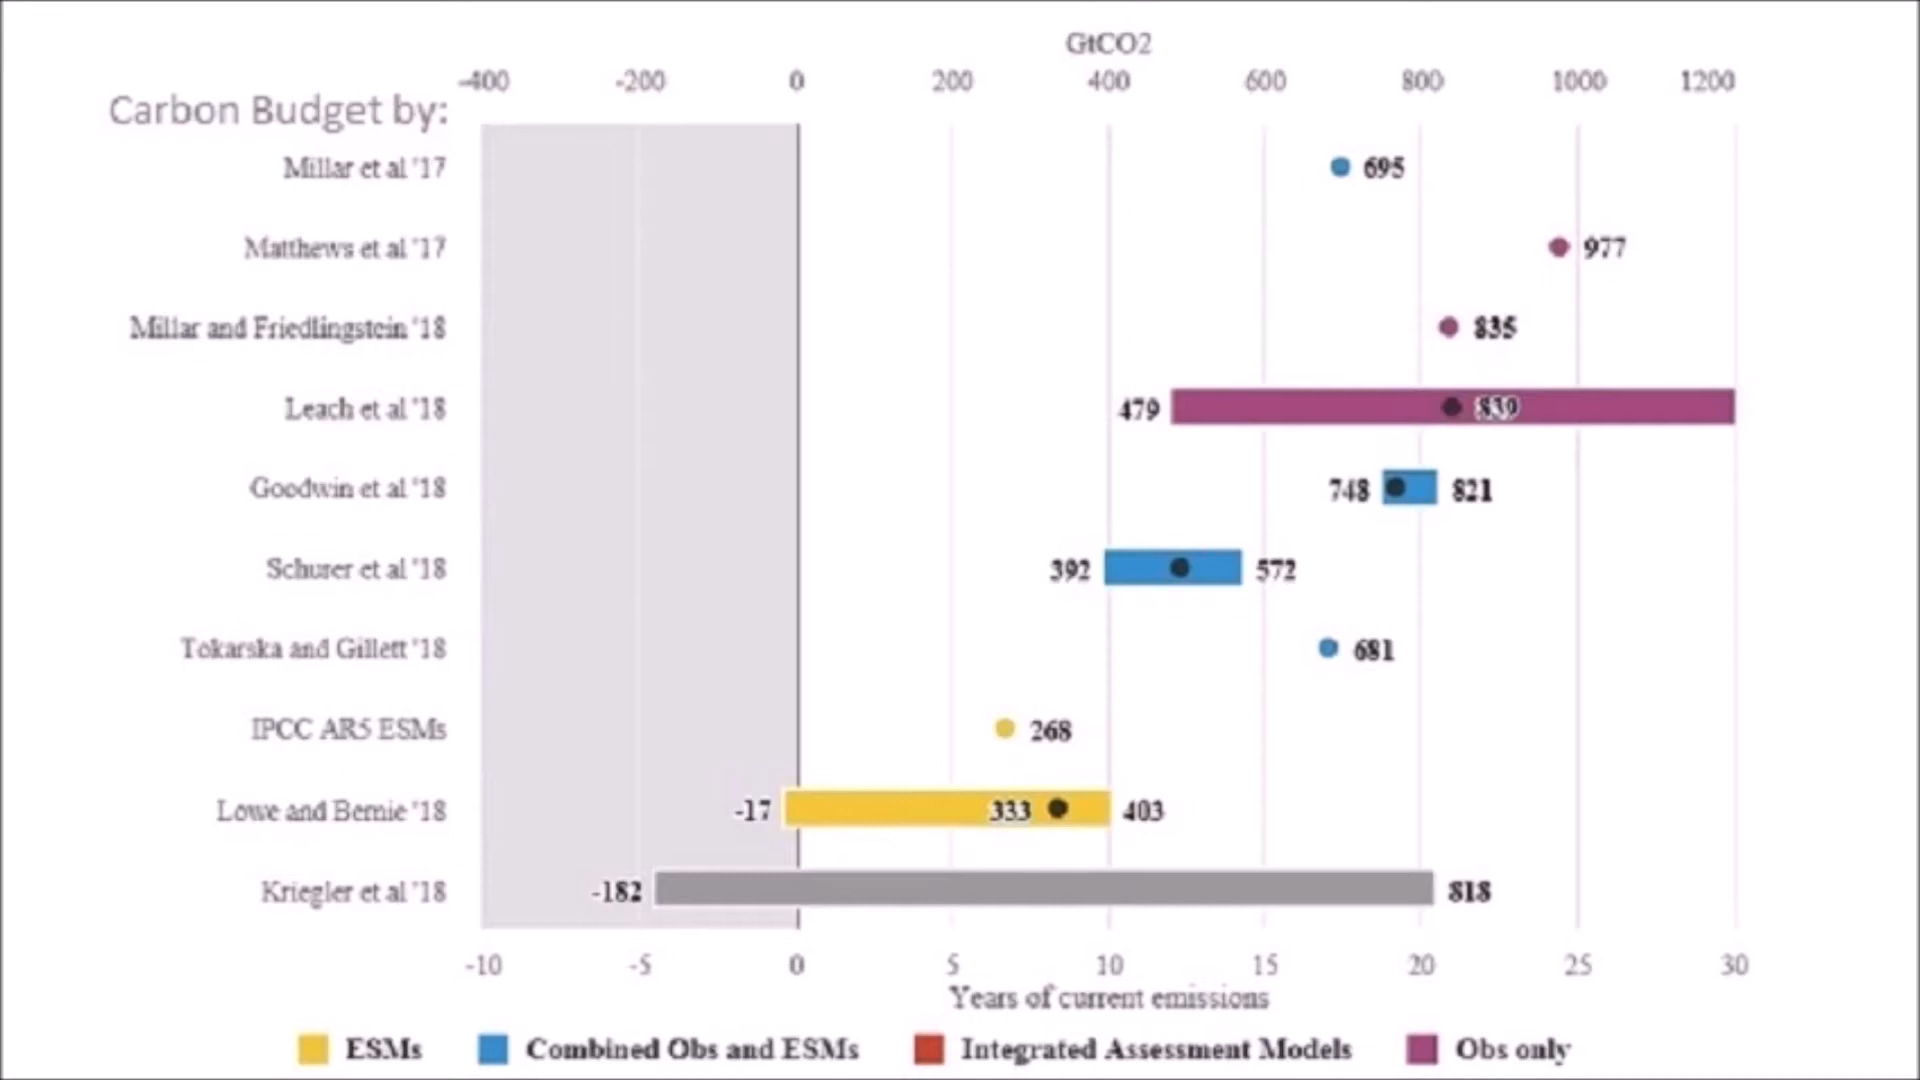 GtCO2
-400 -200 0 200 400 600 800 1000 1200
Carbon Budget by:
Millar et al '17 695
Matthews et al '17 977
Millar and Friedlingstein '18 835
Leach et al '18 479 839
Goodwin et al '18 748 821
Schurer et al '18 392 572
Tokarska and Gillett '18 681
IPCC AR5 ESMs 268
Lowe and Bernie '18 -17 333 403
Kriegler et al '18 -182 818
-10 -5 0 5 10 15 20 25 30
Years of current emissions
ESMs Combined Obs and ESMs Integrated Assessment Models Obs only